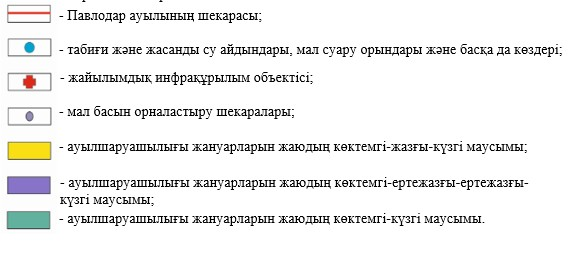 - Павлодар ауылының шекарасы;
- табиғи және жасанды су айдындары, мал суару орындары және басқа да көздері;
- жайылымдық инфрақұрылым объектісі;
- мал басын орналастыру шекаралары;
- ауылшаруашылығы жануарларын жаюдың көктемгі-жазғы-күзгі маусымы;
- ауылшаруашылығы жануарларын жаюдың көктемгі-ертежазғы-ертежазғы-
күзгі маусымы;
- ауылшаруашылығы жануарларын жаюдың көктемгі-күзгі маусымы.